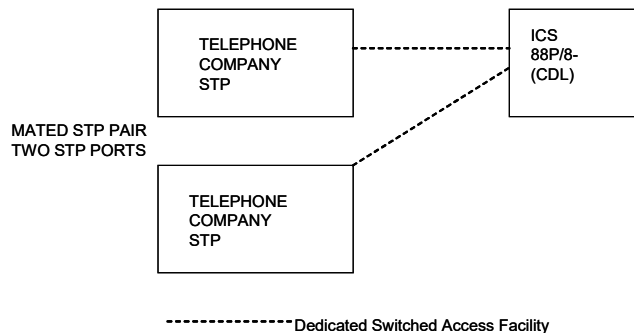 TELEPHONE
COMPANY
STP
ICS
88P/8-
(CDL)
MATED STP PAIR
TWO STP PORTS
TELEPHONE
COMPANY
STP
Dedicated Switched Access Facility